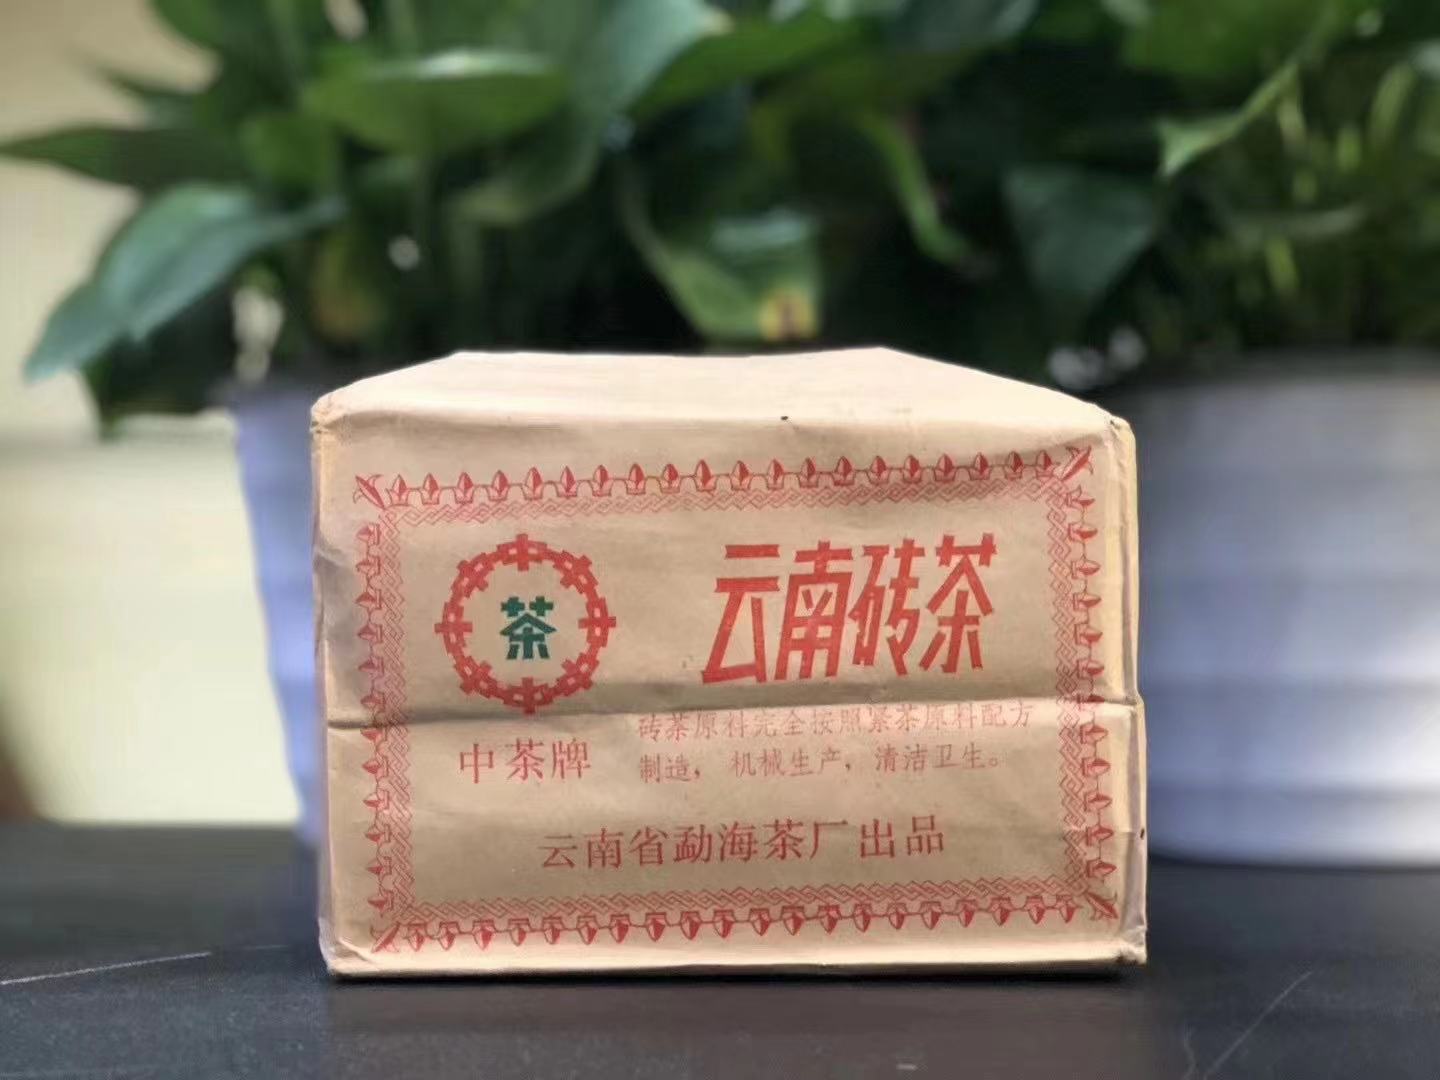 茶
云南砖茶
中茶牌
砖茶原料完全按照紧茶原料配方
制造，机械生产，清洁卫生。
云南省勐海茶厂出品